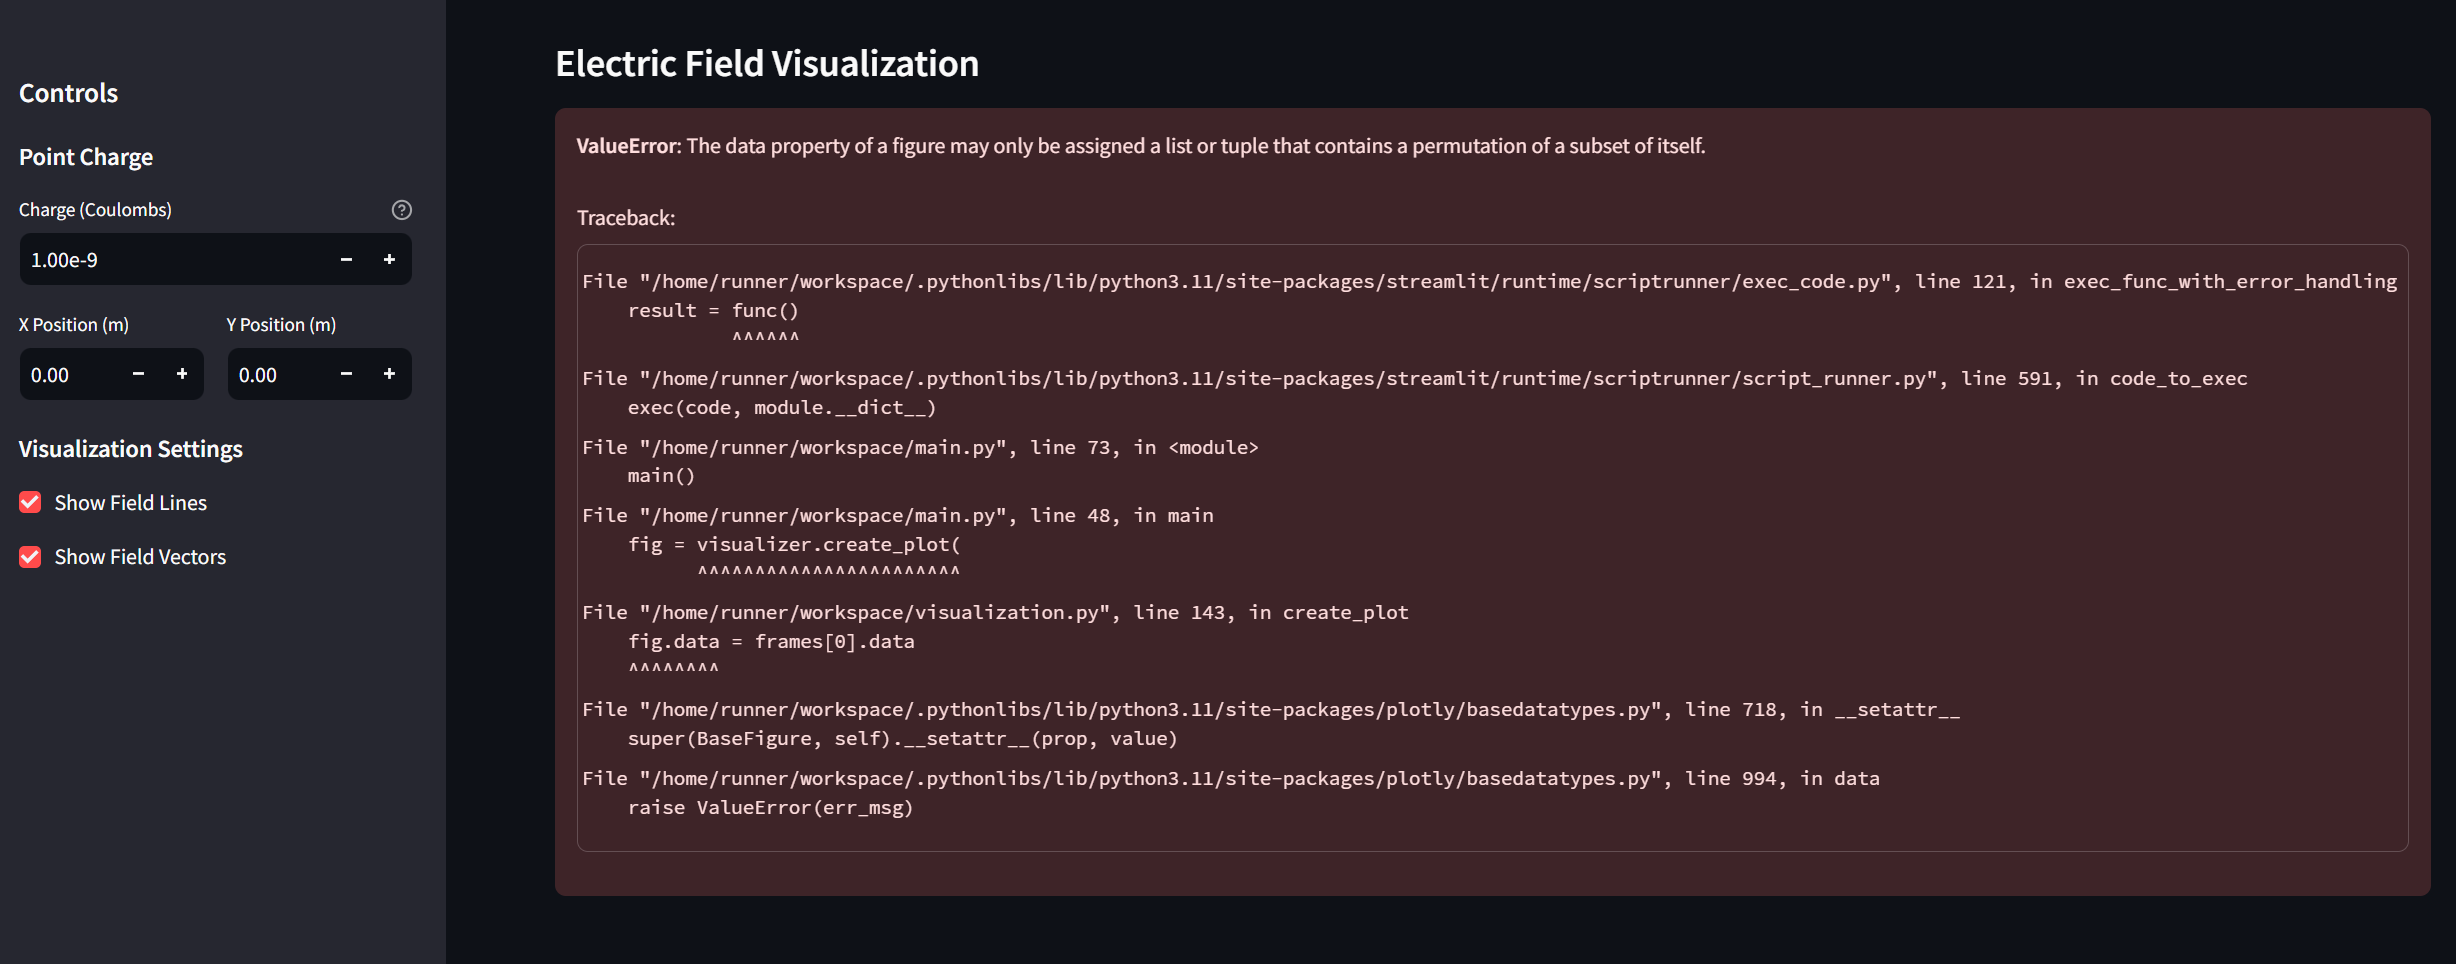 Controls
Point Charge
Charge (Coulombs)
1.00e-9
X Position (m)
Y Position (m)
0.00
0.00
Visualization Settings
Show Field Lines
Show Field Vectors
Electric Field Visualization
ValueError: The data property of a figure may only be assigned a list or tuple that contains a permutation of a subset of itself.
Traceback:
File "/home/runner/workspace/.pythonlibs/lib/python3.11/site-packages/streamlit/runtime/scriptrunner/exec_code.py", line 121, in exec_func_with_error_handling
    result = func()
             ^^^^^^
File "/home/runner/workspace/.pythonlibs/lib/python3.11/site-packages/streamlit/runtime/scriptrunner/script_runner.py", line 591, in code_to_exec
    exec(code, module.__dict__)
File "/home/runner/workspace/main.py", line 73, in <module>
    main()
File "/home/runner/workspace/main.py", line 48, in main
    fig = visualizer.create_plot(
          ^^^^^^^^^^^^^^^^^^^^^^^
File "/home/runner/workspace/visualization.py", line 143, in create_plot
    fig.data = frames[0].data
    ^^^^^^^^
File "/home/runner/workspace/.pythonlibs/lib/python3.11/site-packages/plotly/basedatatypes.py", line 718, in __setattr__
    super(BaseFigure, self).__setattr__(prop, value)
File "/home/runner/workspace/.pythonlibs/lib/python3.11/site-packages/plotly/basedatatypes.py", line 994, in data
    raise ValueError(err_msg)